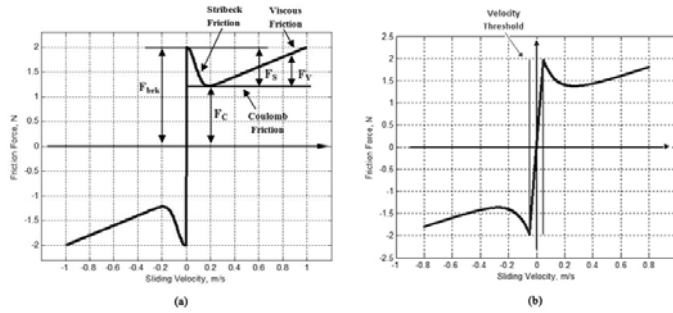 Stribeck
Friction
Viscous
Friction
F_brk
F_S
F_V
F_C
Coulomb
Friction
Friction Force, N
2
1.5
1
0.5
0
-0.5
-1
-1.5
-2
-1 -0.8 -0.6 -0.4 -0.2 0 0.2 0.4 0.6 0.8 1
Sliding Velocity, m/s
(a)
Velocity
Threshold
Friction Force, N
2.5
2
1.5
1
0.5
0
0.5
-1
-1.5
-2
-2.5
-1 -0.8 -0.6 -0.4 -0.2 0 0.2 0.4 0.6 0.8
Sliding Velocity, m/s
(b)